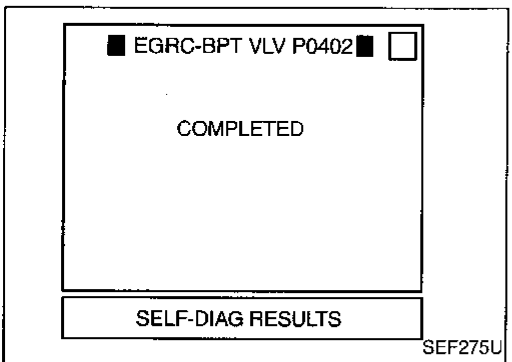 EGRC-BPT VLV P0402
COMPLETED
SELF-DIAG RESULTS
SEF275U